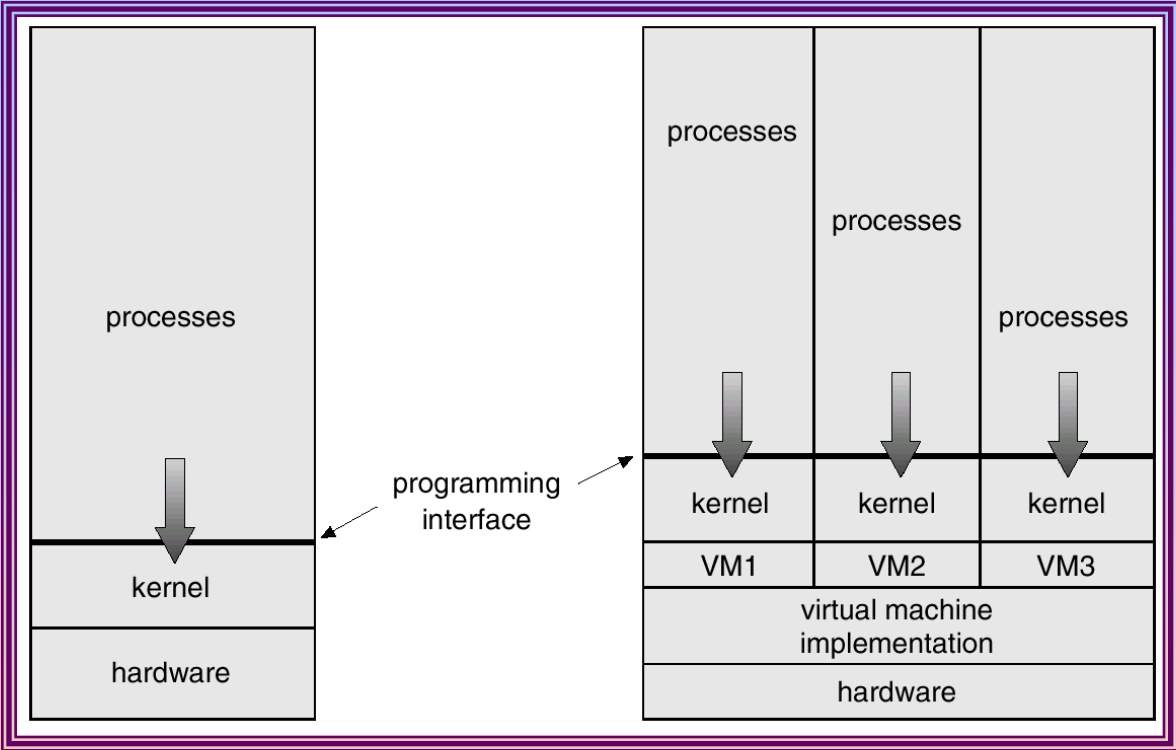 processes
kernel
hardware
programming
interface
processes
processes
processes
kernel
kernel
kernel
VM1
VM2
VM3
virtual machine
implementation
hardware